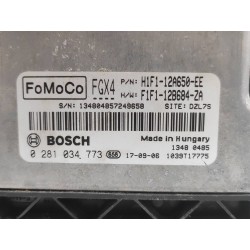 FoMoCo FGX4 P/N: H1F1-12A650-EE
H/W: F1F1-12B684-ZA
S/N: 134804857249658 SITE: DZL7S
BOSCH Made in Hungary
1348 0485
0 281 034 773 17-09-06 1039T17775